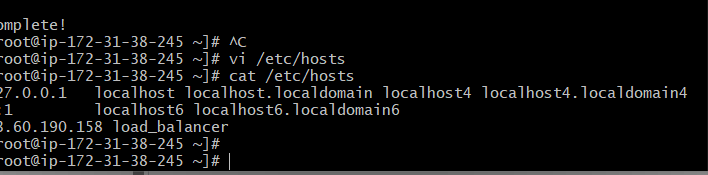 omplete!
root@ip-172-31-38-245 ~]# ^C
root@ip-172-31-38-245 ~]# vi /etc/hosts
root@ip-172-31-38-245 ~]# cat /etc/hosts
27.0.0.1 localhost localhost.localdomain localhost4 localhost4.localdomain4
:1 localhost6 localhost6.localdomain6
3.60.190.158 load_balancer
root@ip-172-31-38-245 ~]#
root@ip-172-31-38-245 ~]#